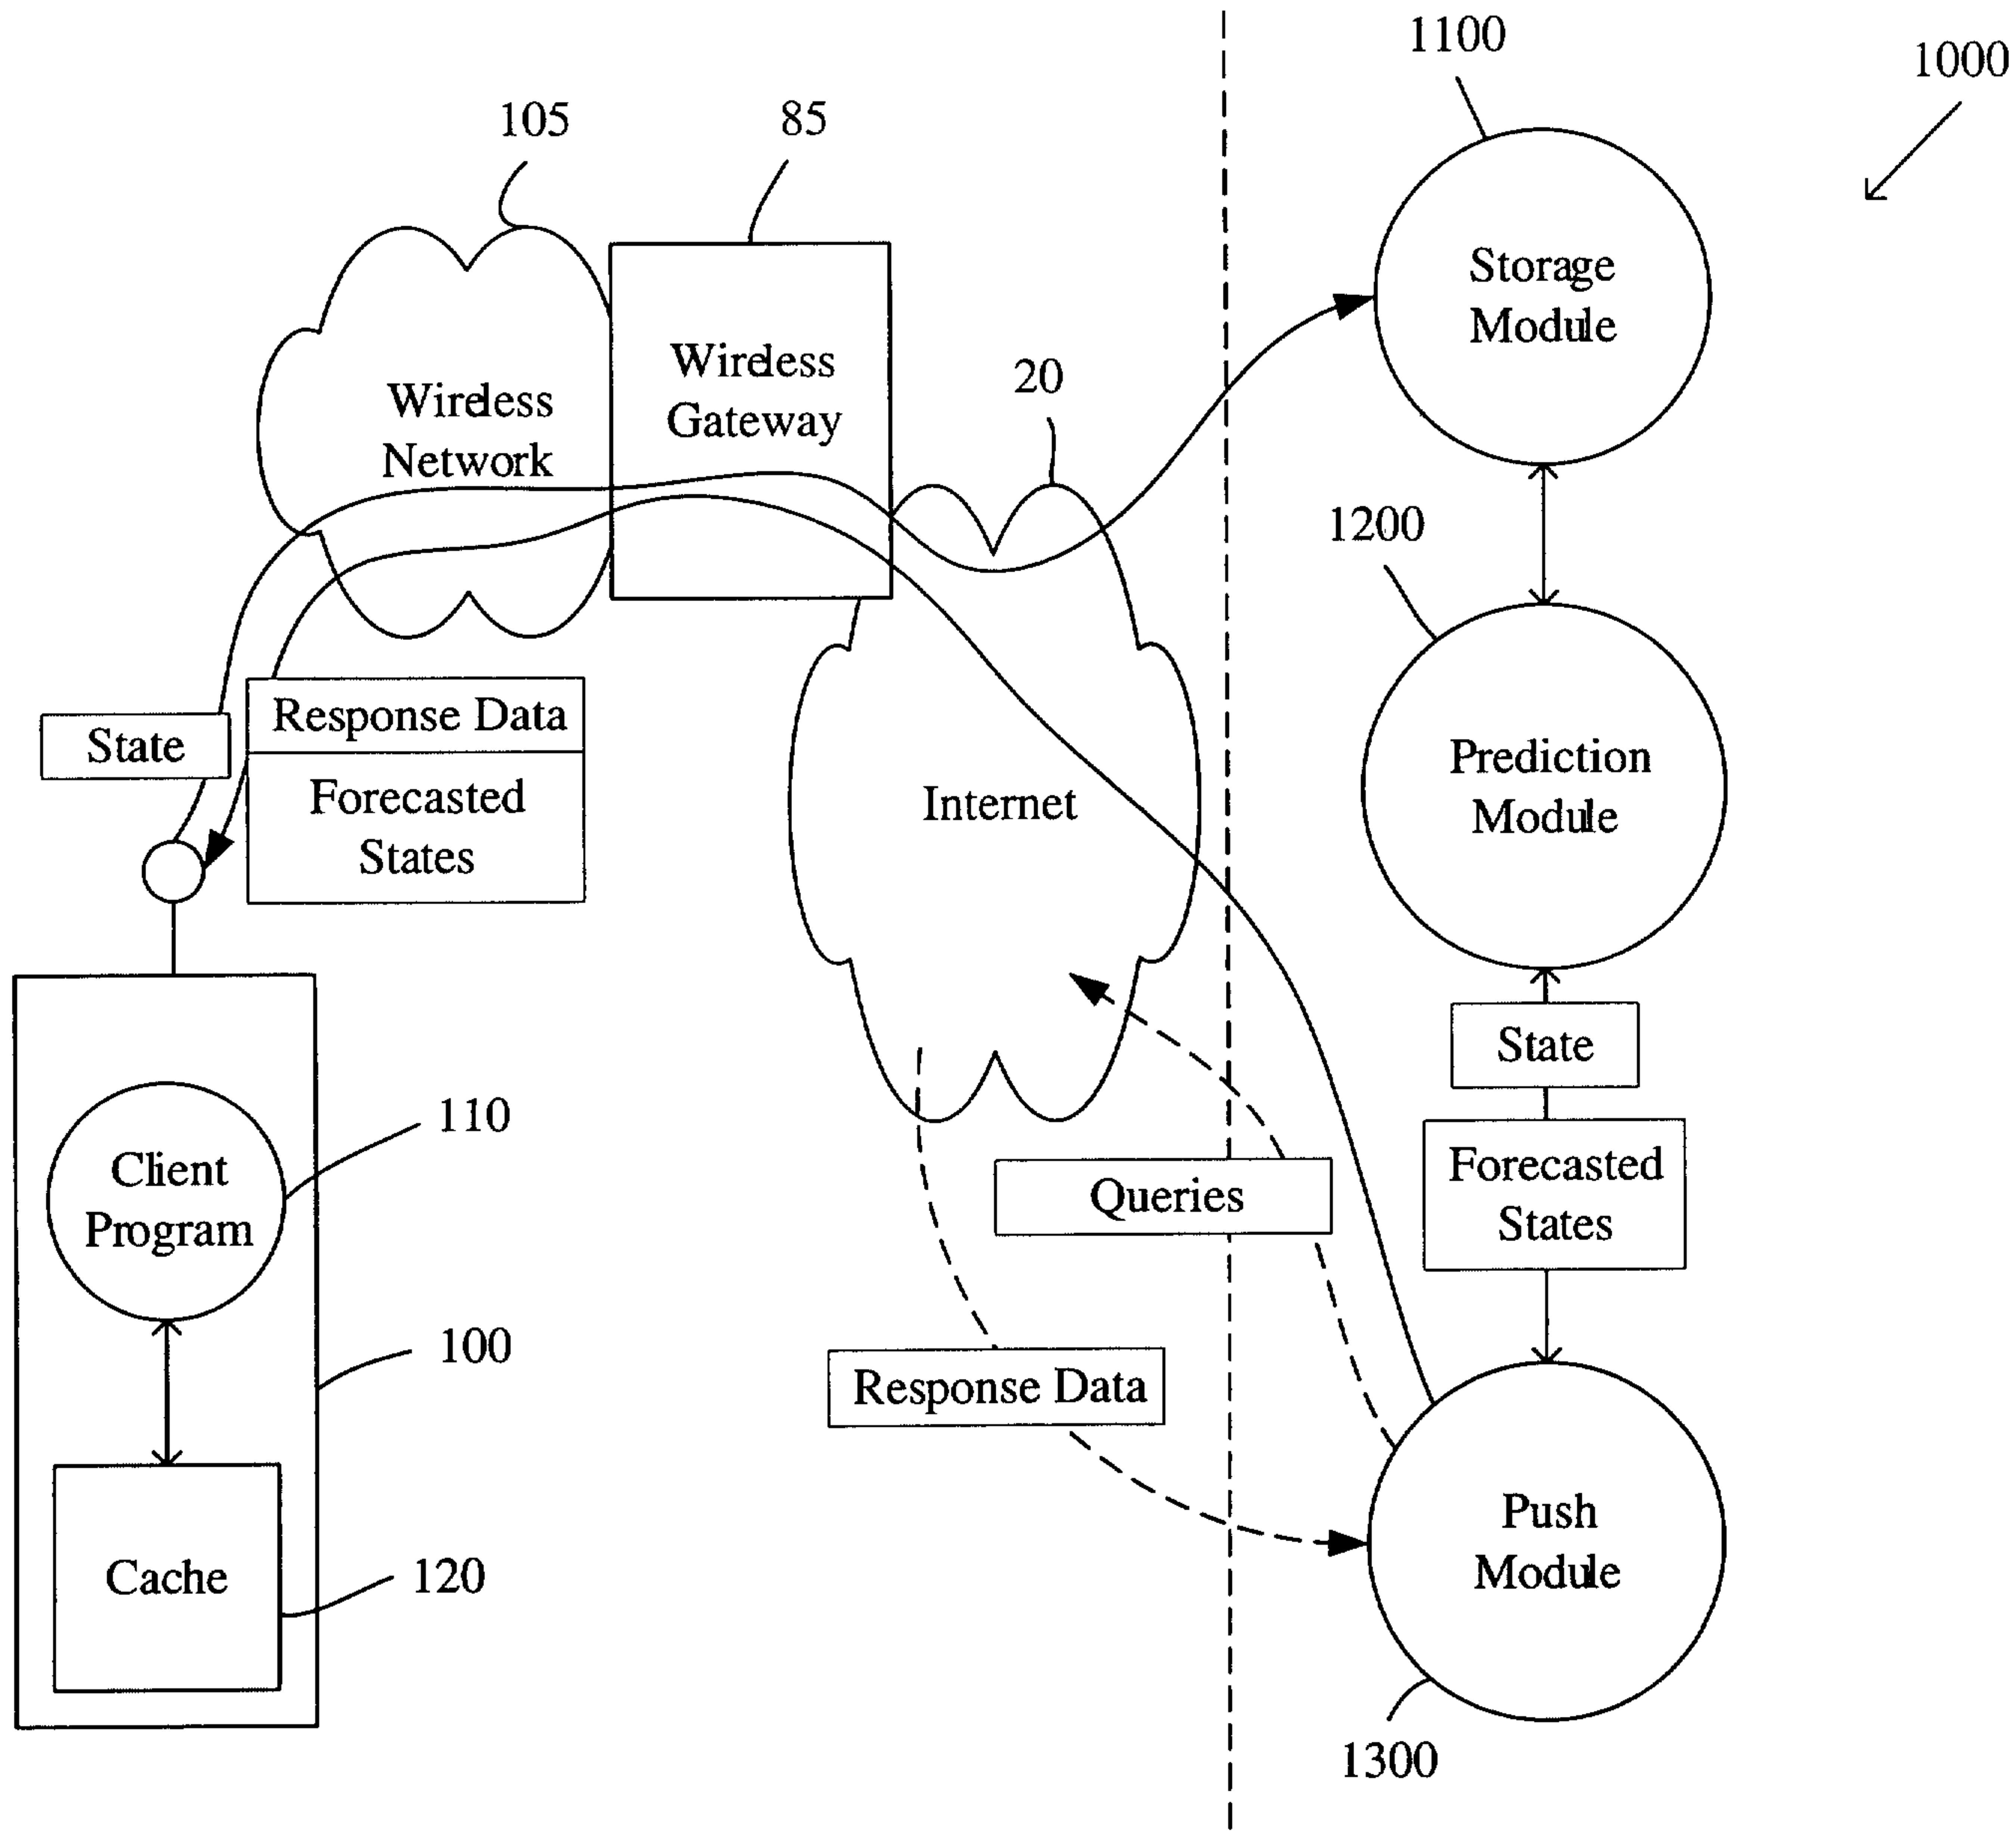 1100
1000
105
85
Storage
Module
Wireless
Gateway
20
Wireless
Network
1200
Response Data
State
Prediction
Module
Forecasted
States
Internet
State
110
Client
Program
Forecasted
States
Queries
100
Response Data
Push
Module
Cache
120
1300